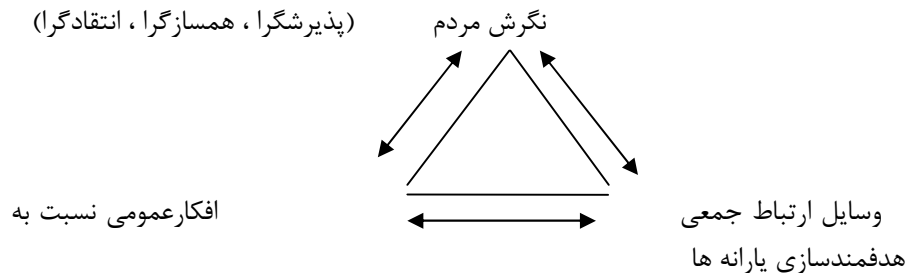 نگرش مردم (پذیرشگرا ، همسازگرا ، انتقادگرا)
وسایل ارتباط جمعی افکارعمومی نسبت به
هدفمندسازی یارانه ها